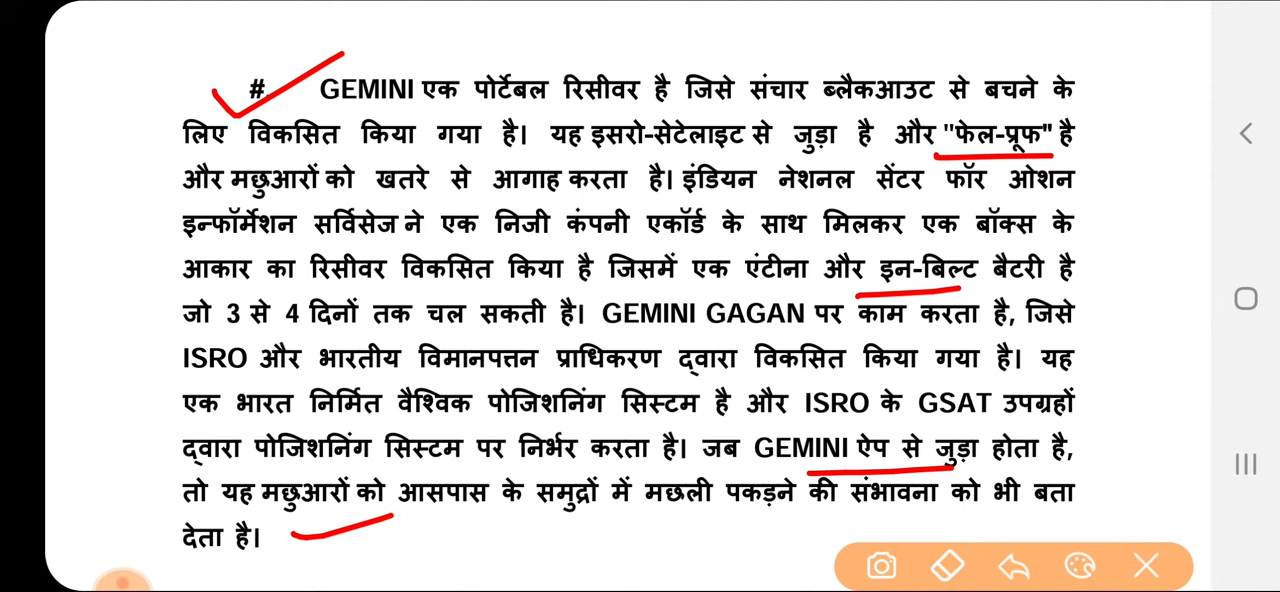 #. GEMINI एक पोर्टेबल रिसीवर है जिसे संचार ब्लैकआउट से बचने के
लिए विकसित किया गया है। यह इसरो-सेटेलाइट से जुड़ा है और "फेल-प्रूफ" है
और मछुआरों को खतरे से आगाह करता है। इंडियन नेशनल सेंटर फॉर ओशन
इन्फॉर्मेशन सर्विसेज ने एक निजी कंपनी एकॉर्ड के साथ मिलकर एक बॉक्स के
आकार का रिसीवर विकसित किया है जिसमें एक एंटीना और इन-बिल्ट बैटरी है
जो 3 से 4 दिनों तक चल सकती है। GEMINI GAGAN पर काम करता है, जिसे
ISRO और भारतीय विमानपत्तन प्राधिकरण द्वारा विकसित किया गया है। यह
एक भारत निर्मित वैश्विक पोजिशनिंग सिस्टम है और ISRO के GSAT उपग्रहों
द्वारा पोजिशनिंग सिस्टम पर निर्भर करता है। जब GEMINI ऐप से जुड़ा होता है,
तो यह मछुआरों को आसपास के समुद्रों में मछली पकड़ने की संभावना को भी बता
देता है।